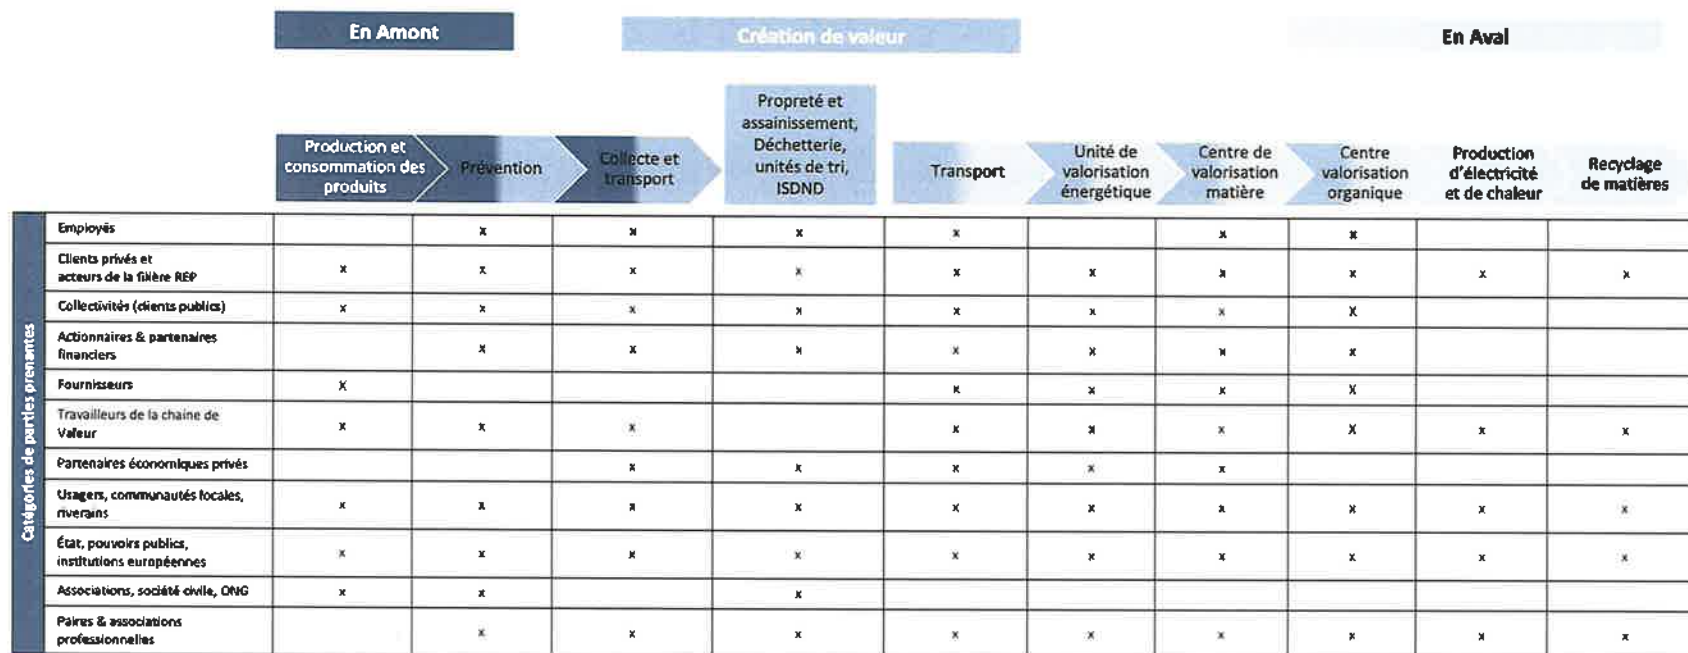 En Amont
Création de valeur
En Aval
Production et
consommation des
produits
Prévention
Collecte et
transport
Propreté et
assainissement,
Déchetterie,
unités de tri,
ISDND
Transport
Unité de
valorisation
énergétique
Centre de
valorisation
matière
Centre
valorisation
organique
Production
d'électricité
et de chaleur
Recyclage
de matières
Catégories de parties prenantes
Employés
x x x x x x
Clients privés et
acteurs de la filière REP
x x x x x x x x x x
Collectivités (clients publics)
x x x x x x x X
Actionnaires & partenaires
financiers
x x x x x x x
Fournisseurs
X x x x X
Travailleurs de la chaine de
Valeur
x x x x x x X x x
Partenaires économiques privés
x x x x x
Usagers, communautés locales,
riverains
x x x x x x x x x x
État, pouvoirs publics,
institutions européennes
x x x x x x x x x x
Associations, société civile, ONG
x x x
Paires & associations
professionnelles
x x x x x x x x x